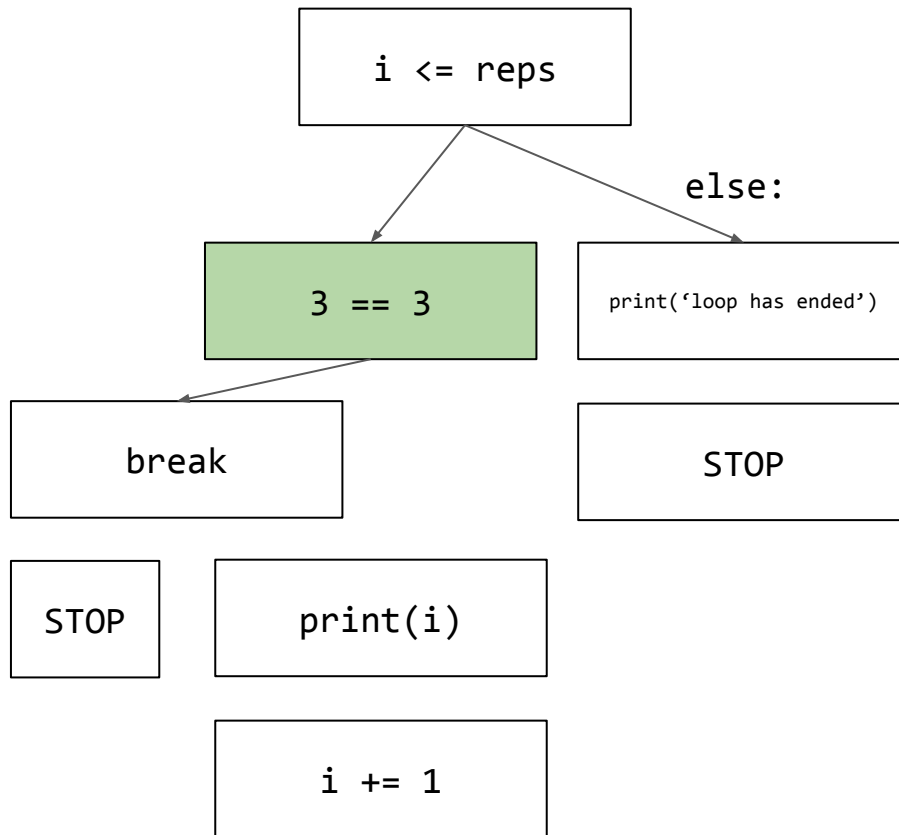 i <= reps
else:
3 == 3
print(‘loop has ended’)
break
STOP
STOP
print(i)
i += 1